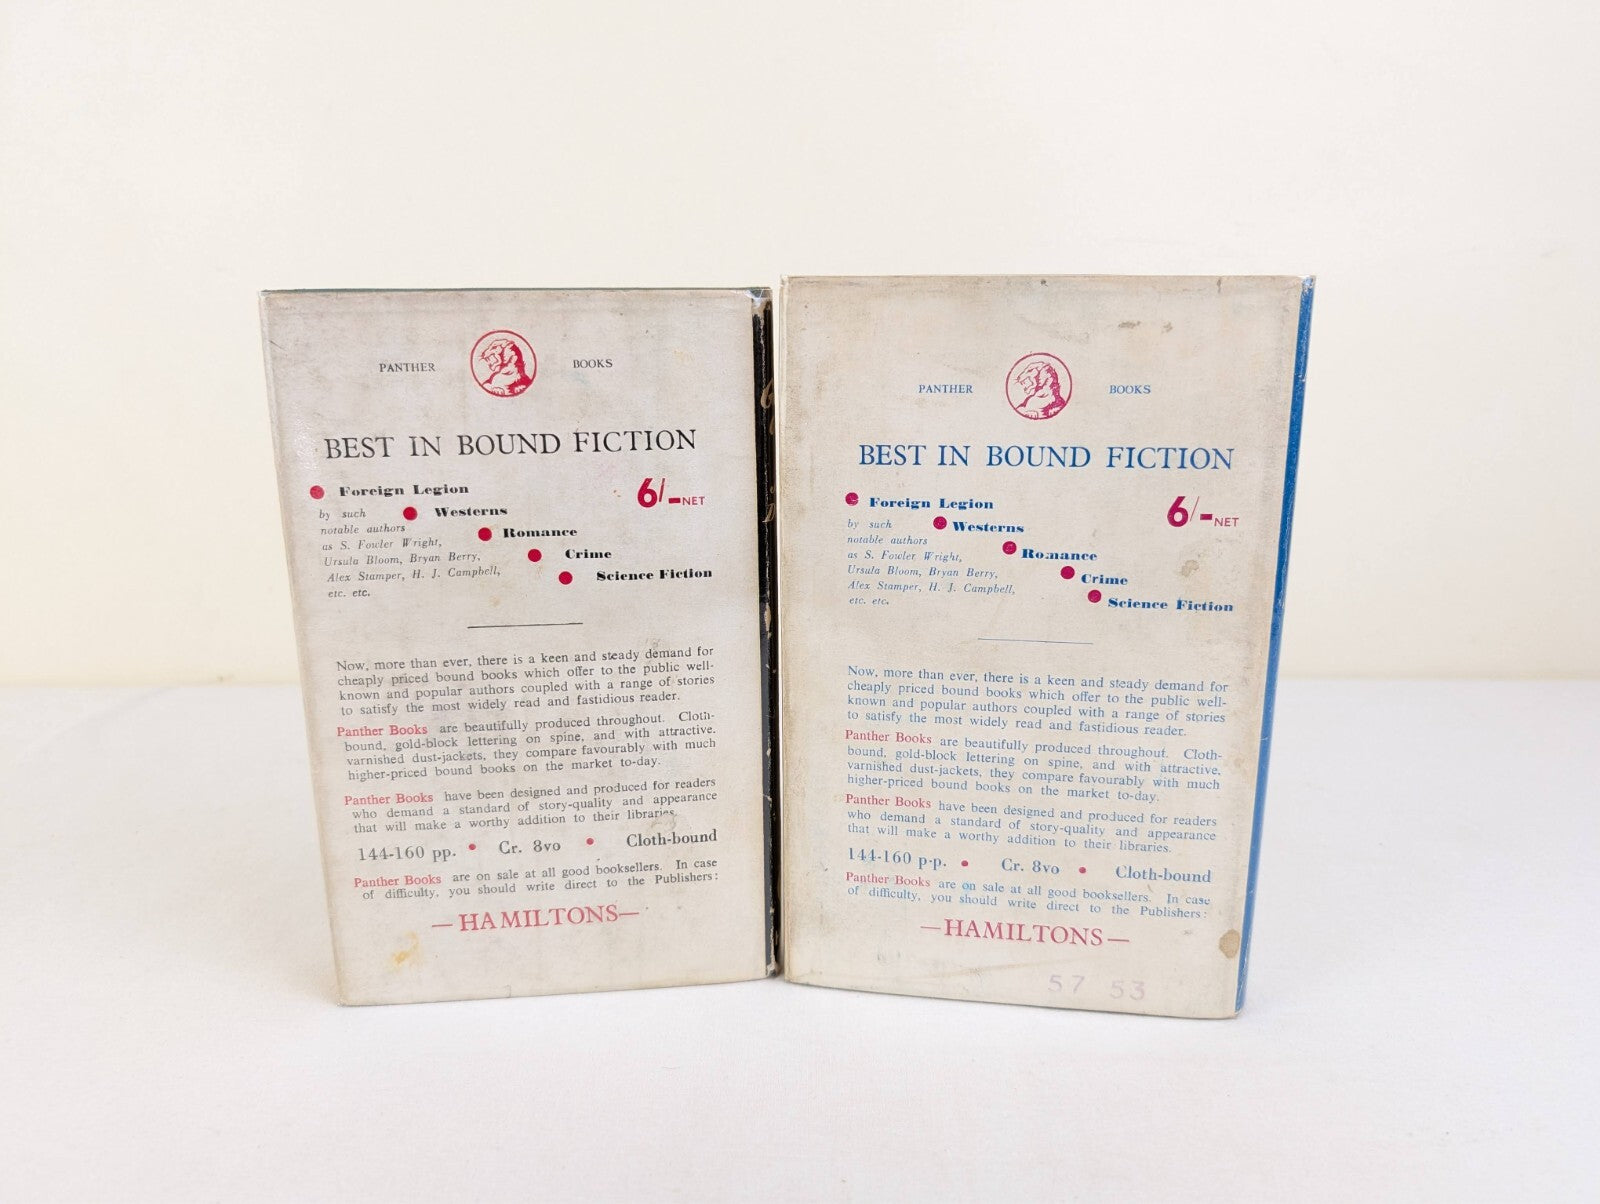 PANTHER BOOKS
BEST IN BOUND FICTION
Foreign Legion
6/- NET
by such
Westerns
notable authors
Romance
as S. Fowler Wright,
Ursula Bloom, Bryan Berry,
Crime
Alex Stamper, H. J. Campbell,
Science Fiction
etc. etc.
Now, more than ever, there is a keen and steady demand for
cheaply priced bound books which offer to the public well-
known and popular authors coupled with a range of stories
to satisfy the most widely read and fastidious reader.
Panther Books are beautifully produced throughout. Cloth-
bound, gold-block lettering on spine, and with attractive,
varnished dust-jackets, they compare favourably with much
higher-priced bound books on the market to-day.
Panther Books have been designed and produced for readers
who demand a standard of story-quality and appearance
that will make a worthy addition to their libraries.
144-160 pp. • Cr. 8vo • Cloth-bound
Panther Books are on sale at all good booksellers. In case
of difficulty, you should write direct to the Publishers:
—HAMILTONS—
PANTHER BOOKS
BEST IN BOUND FICTION
Foreign Legion
6/- NET
by such
Westerns
notable authors
Romance
as S. Fowler Wright,
Ursula Bloom, Bryan Berry,
Crime
Alex Stamper, H. J. Campbell,
Science Fiction
etc. etc.
Now, more than ever, there is a keen and steady demand for
cheaply priced bound books which offer to the public well-
known and popular authors coupled with a range of stories
to satisfy the most widely read and fastidious reader.
Panther Books are beautifully produced throughout. Cloth-
bound, gold-block lettering on spine, and with attractive,
varnished dust-jackets, they compare favourably with much
higher-priced bound books on the market to-day.
Panther Books have been designed and produced for readers
who demand a standard of story-quality and appearance
that will make a worthy addition to their libraries.
144-160 p.p. • Cr. 8vo • Cloth-bound
Panther Books are on sale at all good booksellers. In case
of difficulty, you should write direct to the Publishers:
—HAMILTONS—
57 53